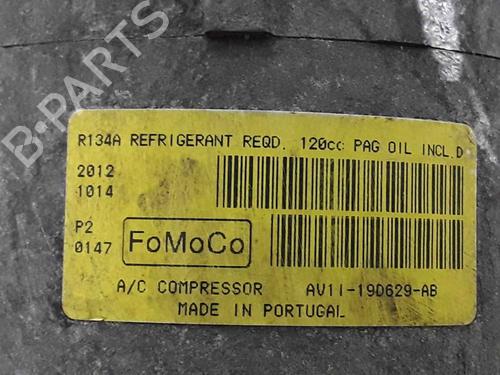 B-PARTS
R134A REFRIGERANT REQD. 120cc PAG OIL INCL.D
2012
1014
P2
0147
FoMoCo
A/C COMPRESSOR AV11-19D629-AB
MADE IN PORTUGAL